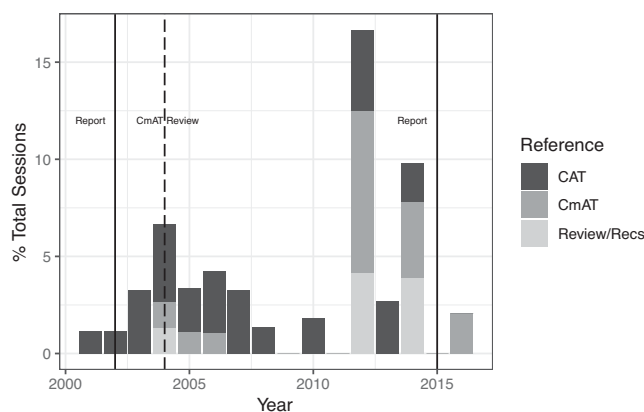 15
10
5
0
% Total Sessions
Report
CmAT Review
Report
2000
2005
2010
2015
Year
Reference
CAT
CmAT
Review/Recs